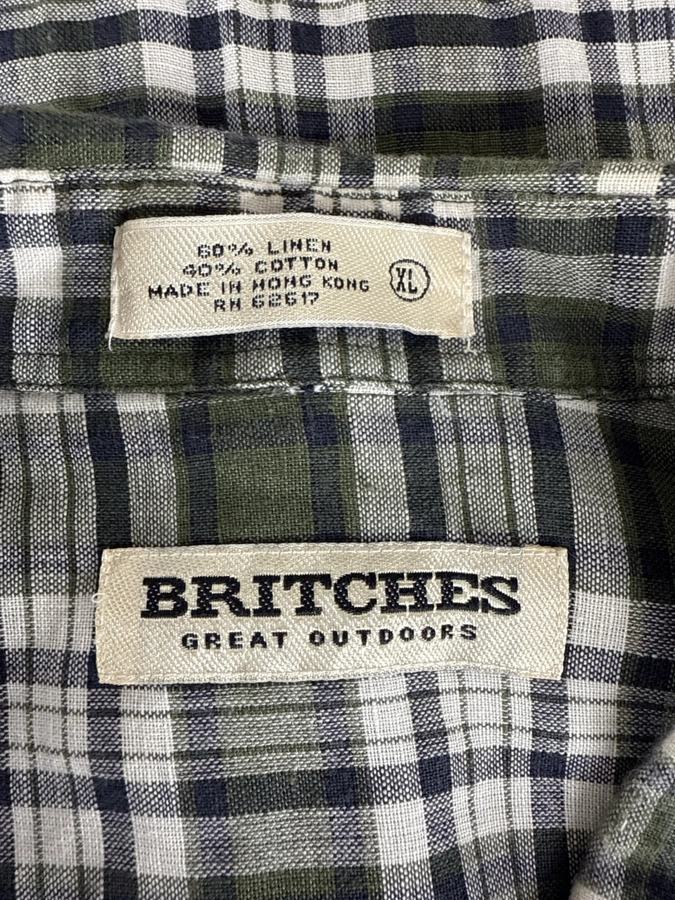 60% LINEN
40% COTTON
MADE IN HONG KONG
RN 62617
XL
BRITCHES
GREAT OUTDOORS